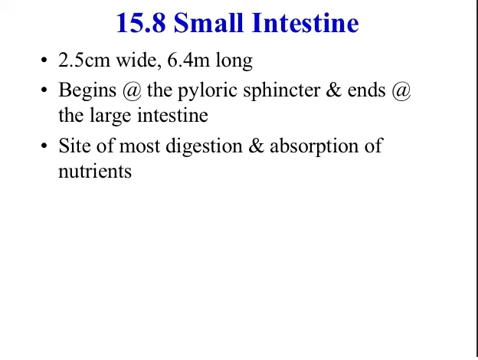 15.8 Small Intestine
• 2.5cm wide, 6.4m long
• Begins @ the pyloric sphincter & ends @
the large intestine
• Site of most digestion & absorption of
nutrients